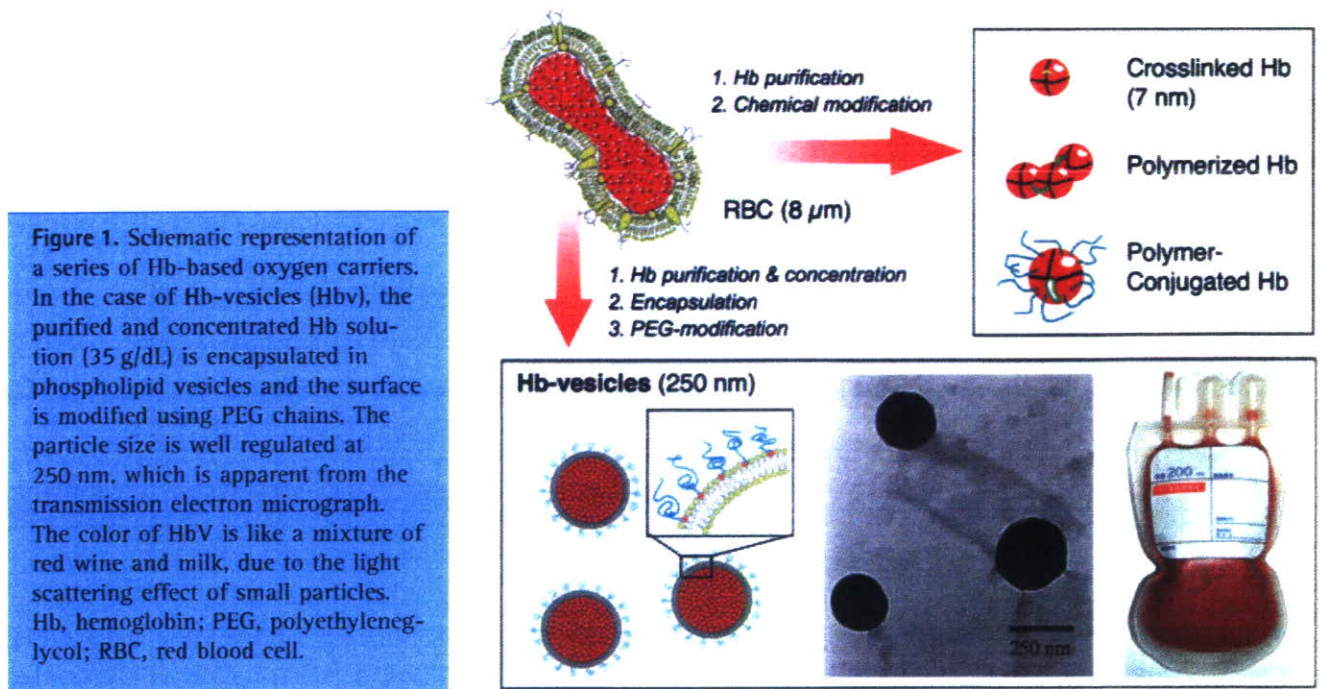 Figure 1. Schematic representation of
a series of Hb-based oxygen carriers.
In the case of Hb-vesicles (Hbv), the
purified and concentrated Hb solu-
tion (35 g/dL) is encapsulated in
phospholipid vesicles and the surface
is modified using PEG chains. The
particle size is well regulated at
250 nm, which is apparent from the
transmission electron micrograph.
The color of HbV is like a mixture of
red wine and milk, due to the light
scattering effect of small particles.
Hb, hemoglobin; PEG, polyethyleneg-
lycol; RBC, red blood cell.
1. Hb purification
2. Chemical modification
RBC (8 µm)
Crosslinked Hb
(7 nm)
Polymerized Hb
Polymer-
Conjugated Hb
1. Hb purification & concentration
2. Encapsulation
3. PEG-modification
Hb-vesicles (250 nm)
250 nm
200